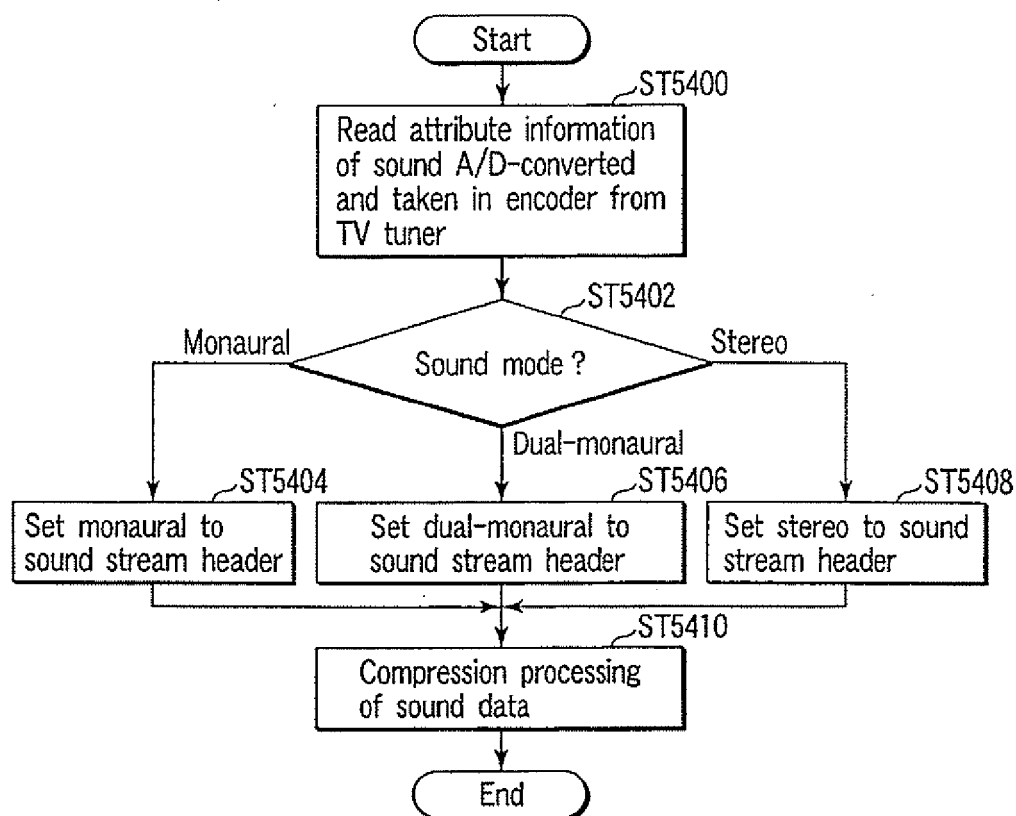 Start
ST5400
Read attribute information
of sound A/D-converted
and taken in encoder from
TV tuner
ST5402
Monaural
Sound mode ?
Stereo
Dual-monaural
ST5404
Set monaural to
sound stream header
ST5406
Set dual-monaural to
sound stream header
ST5408
Set stereo to sound
stream header
ST5410
Compression processing
of sound data
End